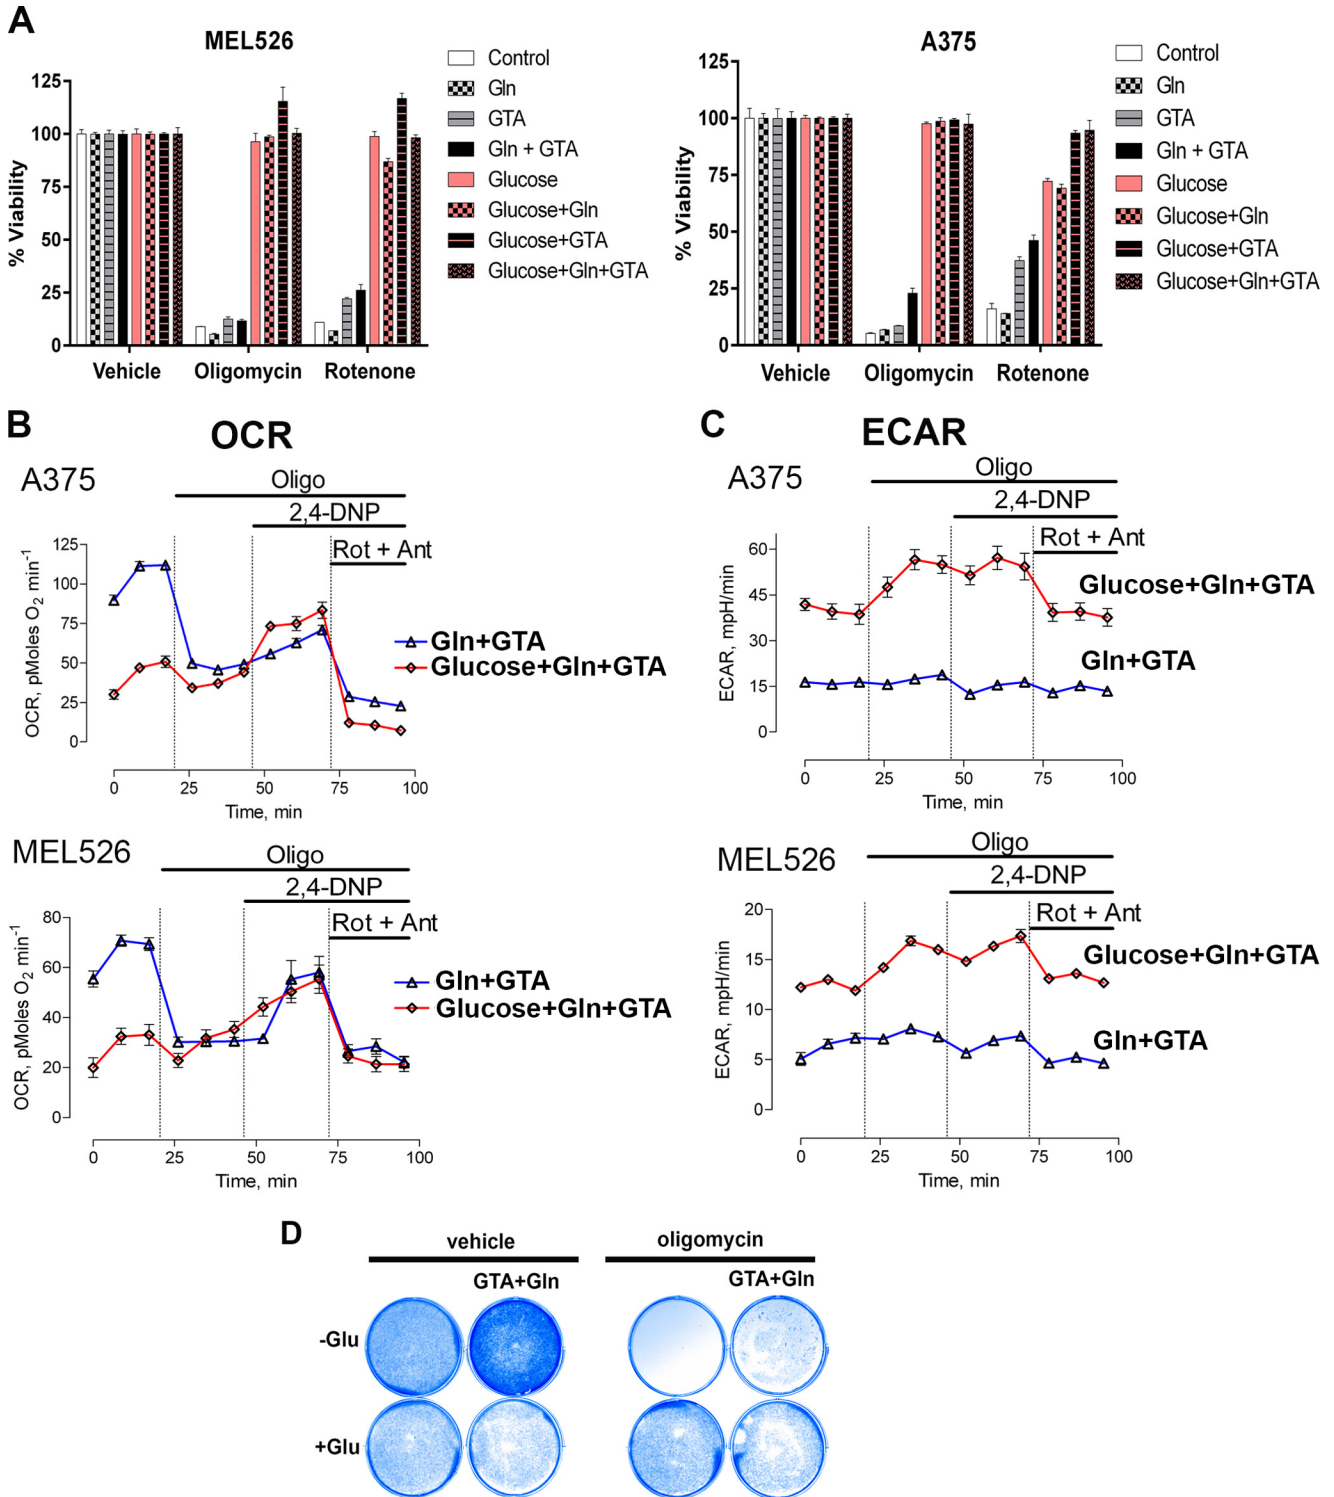 A
MEL526
% Viability
125
100
75
50
25
0
Vehicle
Oligomycin
Rotenone
Control
Gln
GTA
Gln + GTA
Glucose
Glucose+Gln
Glucose+GTA
Glucose+Gln+GTA
A375
% Viability
125
100
75
50
25
0
Vehicle
Oligomycin
Rotenone
Control
Gln
GTA
Gln + GTA
Glucose
Glucose+Gln
Glucose+GTA
Glucose+Gln+GTA
B
OCR
A375
Oligo
2,4-DNP
Rot + Ant
OCR, pMoles O2 min-1
125
100
75
50
25
0
0 25 50 75 100
Time, min
Gln+GTA
Glucose+Gln+GTA
MEL526
Oligo
2,4-DNP
Rot + Ant
OCR, pMoles O2 min-1
80
60
40
20
0
0 25 50 75 100
Time, min
Gln+GTA
Glucose+Gln+GTA
C
ECAR
A375
Oligo
2,4-DNP
Rot + Ant
ECAR, mpH/min
60
45
30
15
0
0 25 50 75 100
Time, min
Glucose+Gln+GTA
Gln+GTA
MEL526
Oligo
2,4-DNP
Rot + Ant
ECAR, mpH/min
20
15
10
5
0
0 25 50 75 100
Time, min
Glucose+Gln+GTA
Gln+GTA
D
vehicle
oligomycin
GTA+Gln
GTA+Gln
-Glu
+Glu